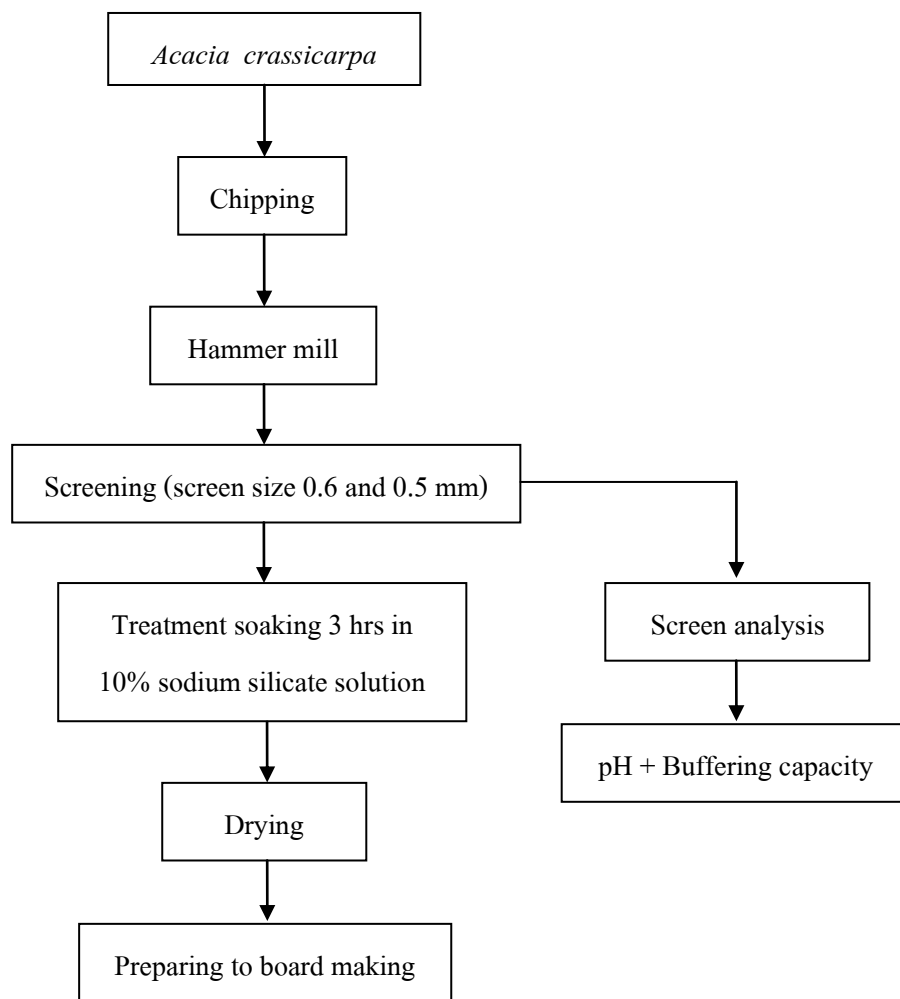 Acacia crassicarpa
Chipping
Hammer mill
Screening (screen size 0.6 and 0.5 mm)
Treatment soaking 3 hrs in
10% sodium silicate solution
Screen analysis
pH + Buffering capacity
Drying
Preparing to board making